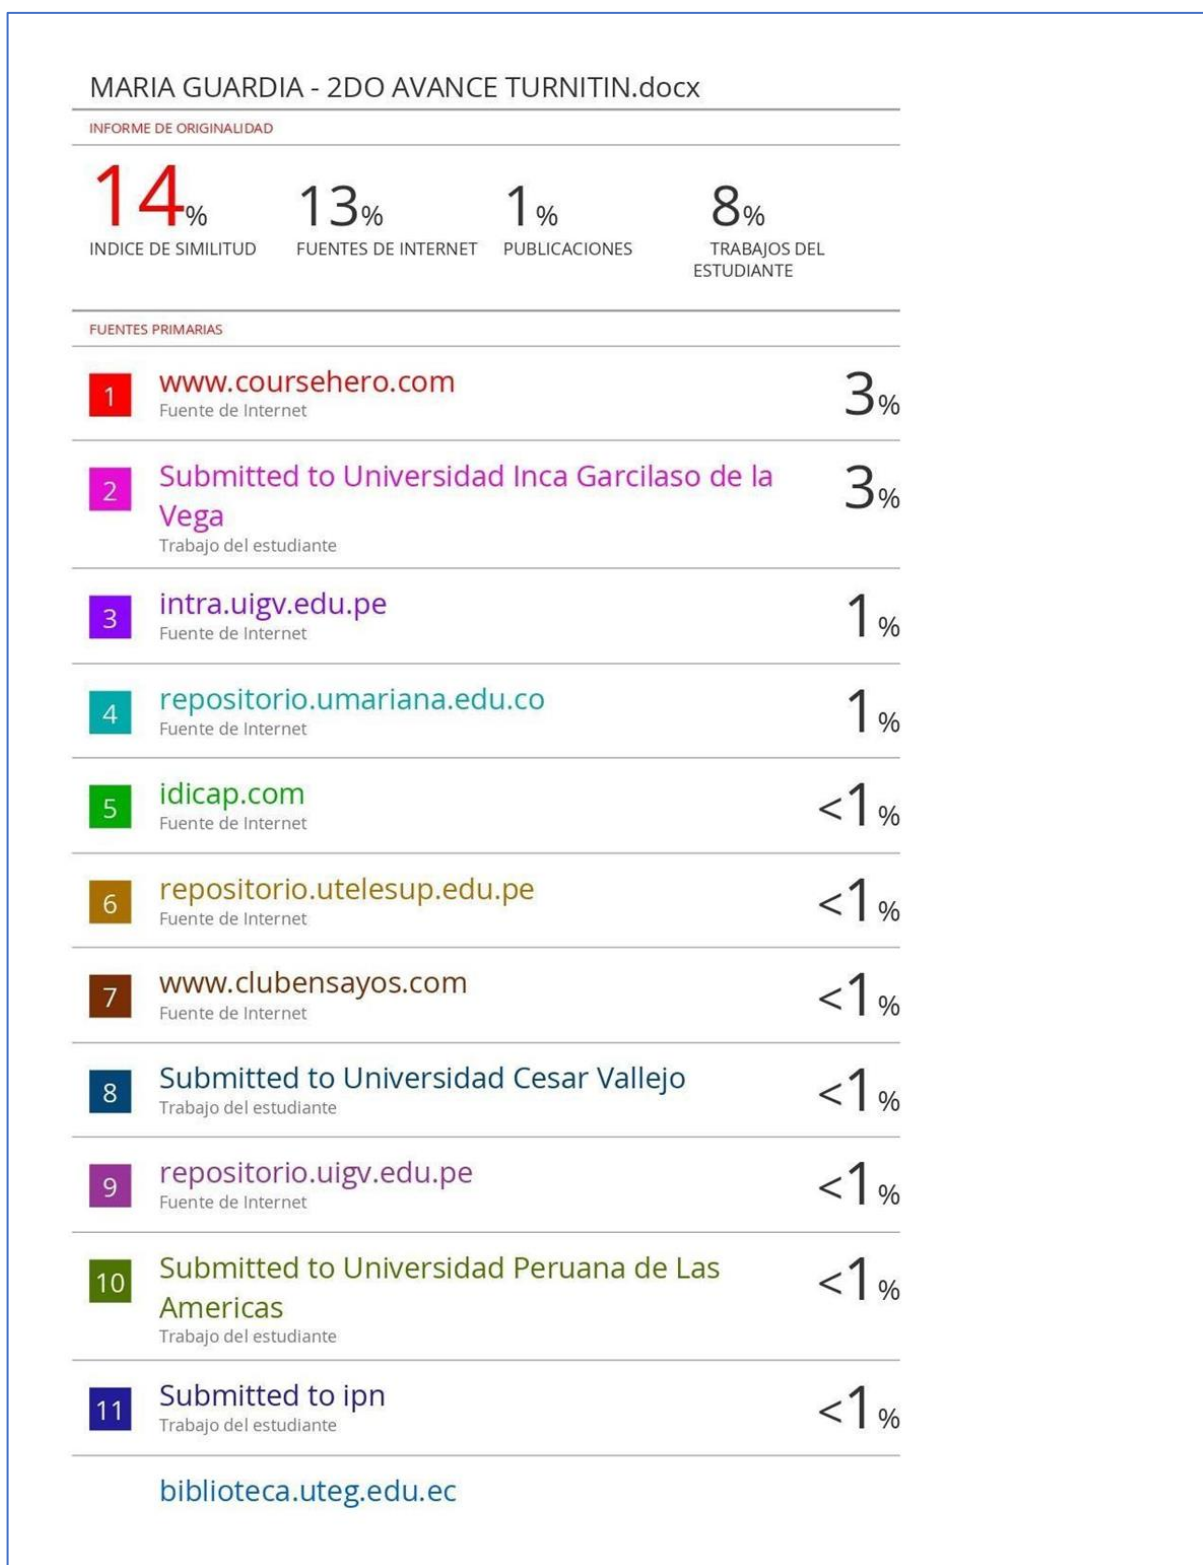 MARIA GUARDIA - 2DO AVANCE TURNITIN.docx
INFORME DE ORIGINALIDAD
14% 13% 1% 8%
INDICE DE SIMILITUD FUENTES DE INTERNET PUBLICACIONES TRABAJOS DEL
ESTUDIANTE
FUENTES PRIMARIAS
1 www.coursehero.com 3%
Fuente de Internet
2 Submitted to Universidad Inca Garcilaso de la 3%
Vega
Trabajo del estudiante
3 intra.uigv.edu.pe 1%
Fuente de Internet
4 repositorio.umariana.edu.co 1%
Fuente de Internet
5 idicap.com <1%
Fuente de Internet
6 repositorio.utelesup.edu.pe <1%
Fuente de Internet
7 www.clubensayos.com <1%
Fuente de Internet
8 Submitted to Universidad Cesar Vallejo <1%
Trabajo del estudiante
9 repositorio.uigv.edu.pe <1%
Fuente de Internet
10 Submitted to Universidad Peruana de Las <1%
Americas
Trabajo del estudiante
11 Submitted to ipn <1%
Trabajo del estudiante
biblioteca.uteg.edu.ec